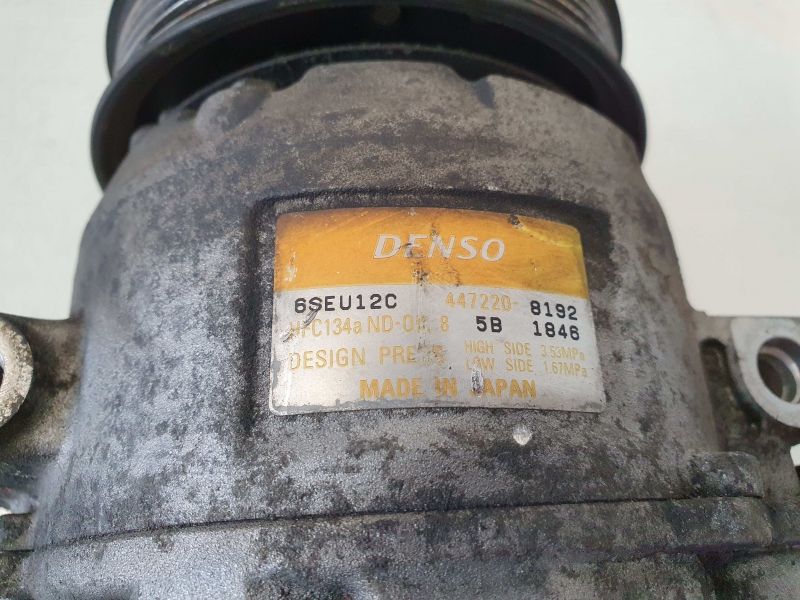 DENSO
6SEU12C 447220-8192
HFC134a ND-OIL 8 5B 1846
DESIGN PRESS HIGH SIDE 3.53MPa
LOW SIDE 1.67MPa
MADE IN JAPAN